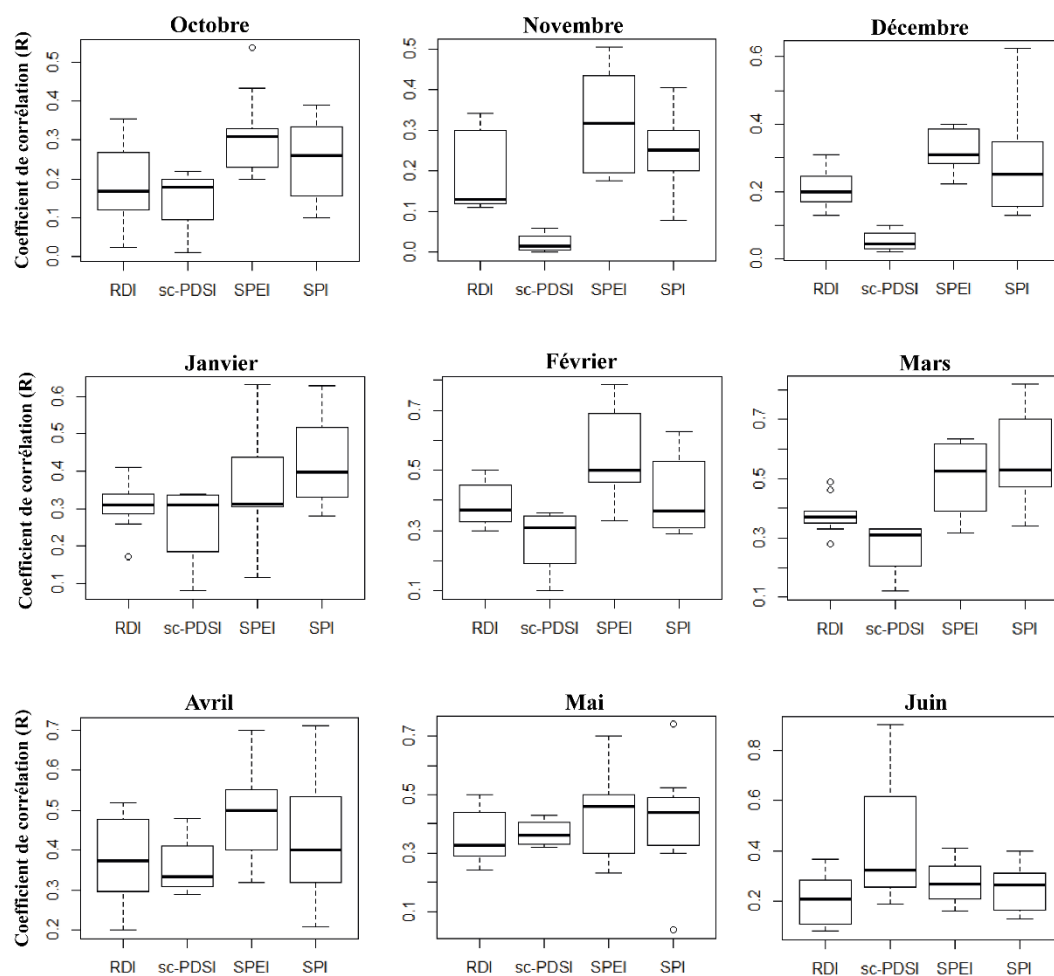 Octobre
Novembre
Décembre
Coefficient de corrélation (R)
0.5
0.4
0.3
0.2
0.1
0.0
RDI sc-PDSI SPEI SPI
0.5
0.3
0.1
0.0
RDI sc-PDSI SPEI SPI
0.6
0.4
0.2
0.0
RDI sc-PDSI SPEI SPI
Janvier
Février
Mars
Coefficient de corrélation (R)
0.6
0.5
0.4
0.3
0.2
0.1
RDI sc-PDSI SPEI SPI
0.7
0.5
0.3
0.1
RDI sc-PDSI SPEI SPI
0.7
0.5
0.3
0.1
RDI sc-PDSI SPEI SPI
Avril
Mai
Juin
Coefficient de corrélation (R)
0.7
0.6
0.5
0.4
0.3
0.2
RDI sc-PDSI SPEI SPI
0.7
0.5
0.3
0.1
RDI sc-PDSI SPEI SPI
0.8
0.6
0.4
0.2
RDI sc-PDSI SPEI SPI